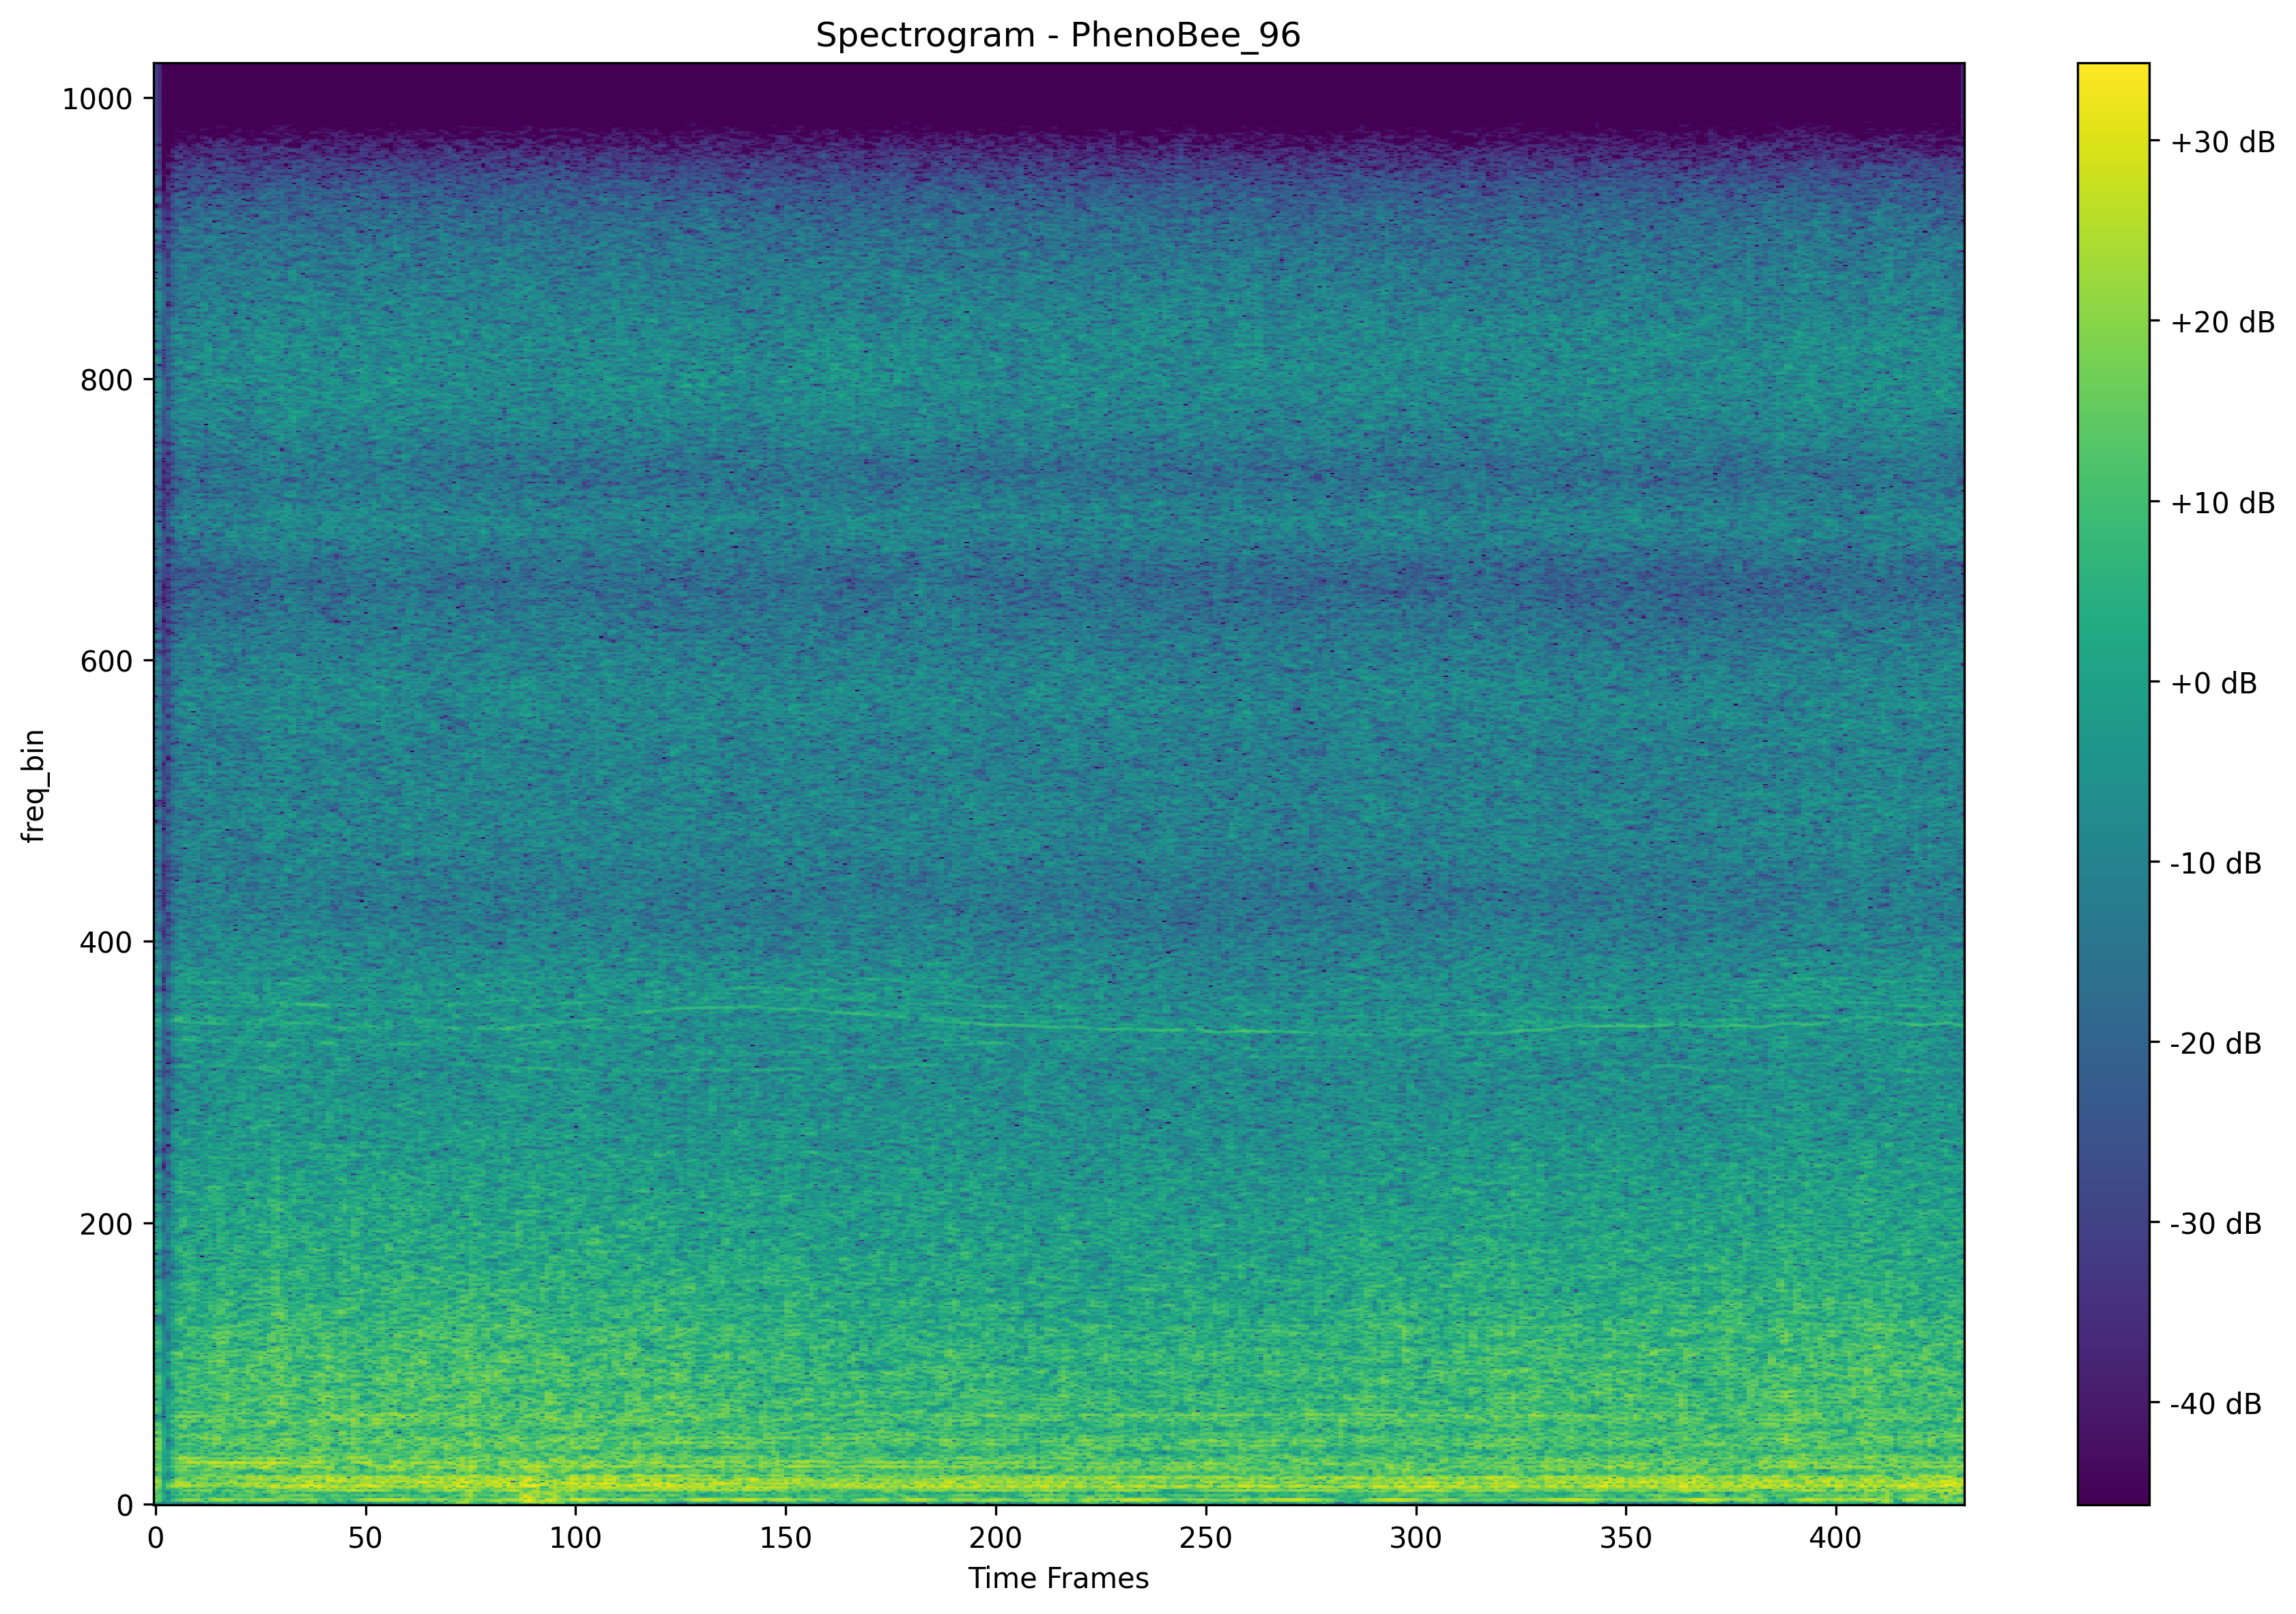 Spectrogram - PhenoBee_96
1000
800
600
400
200
0
freq_bin
0 50 100 150 200 250 300 350 400
Time Frames
+30 dB
+20 dB
+10 dB
+0 dB
-10 dB
-20 dB
-30 dB
-40 dB